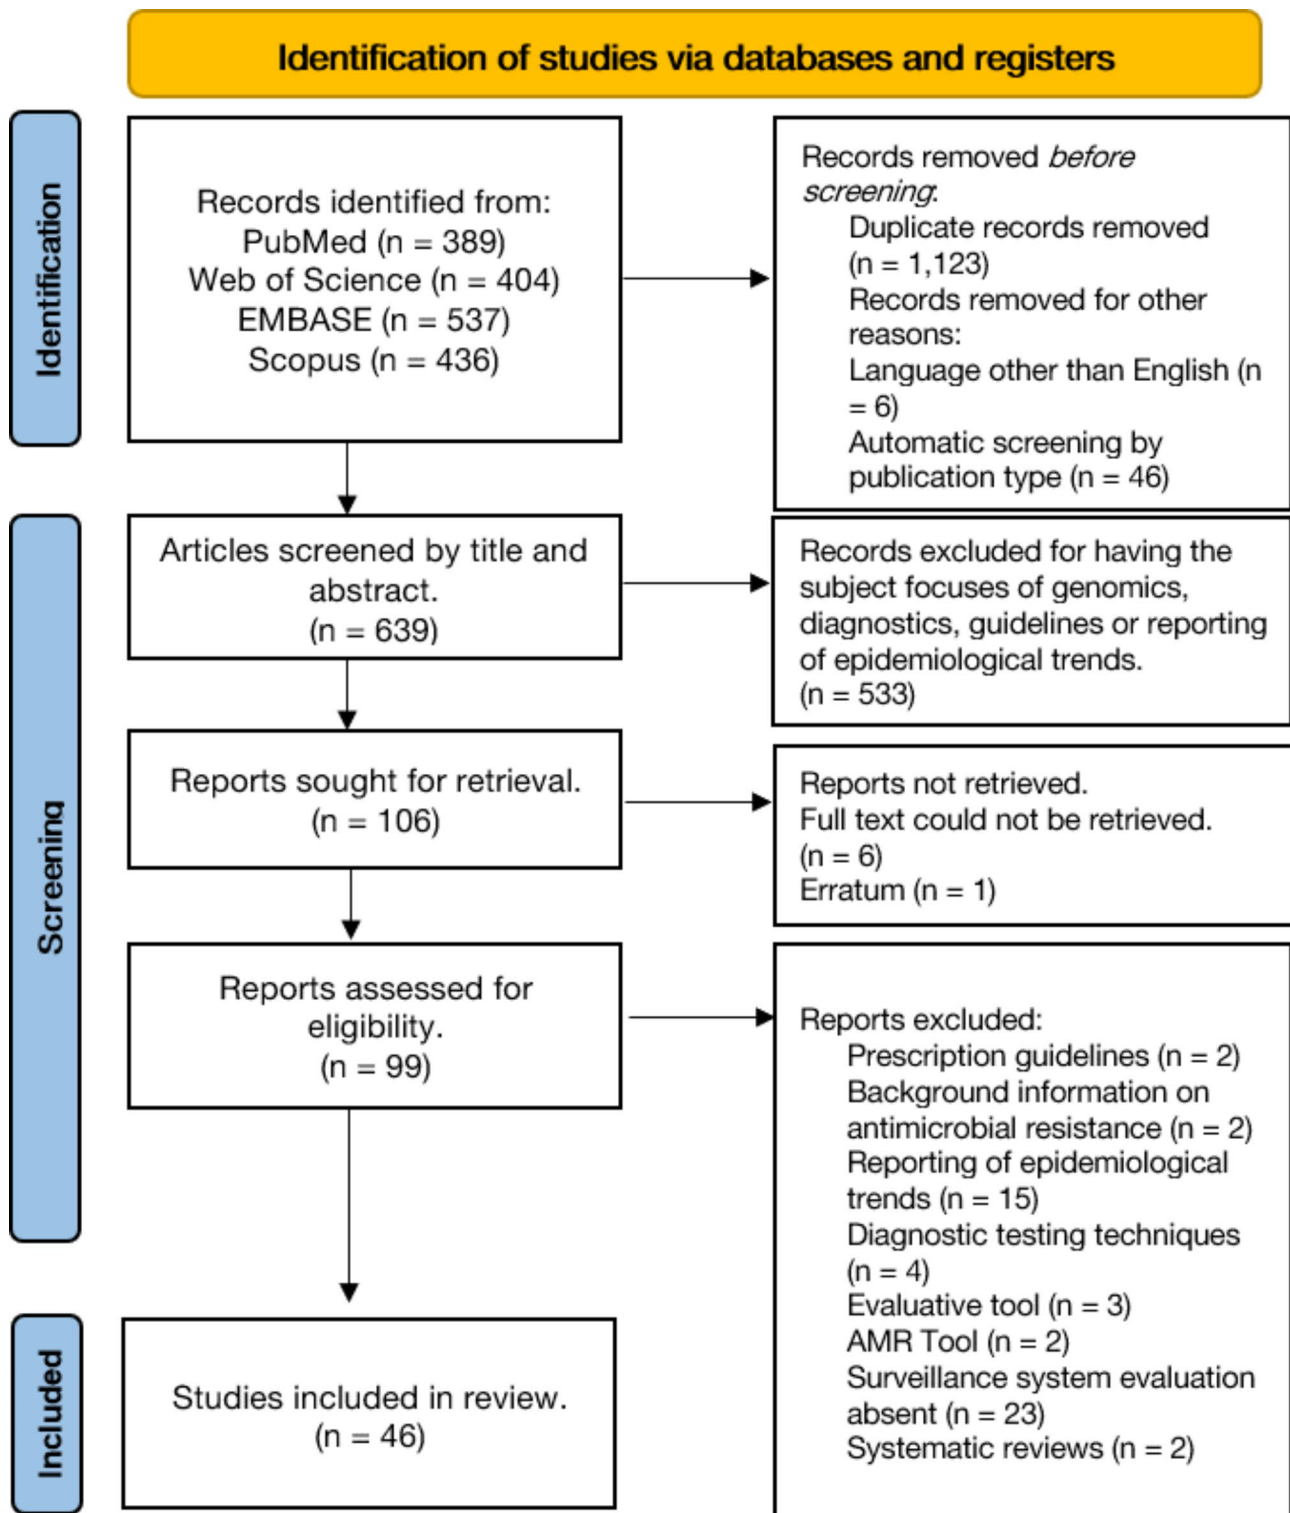 Identification of studies via databases and registers
Identification
Records identified from:
PubMed (n = 389)
Web of Science (n = 404)
EMBASE (n = 537)
Scopus (n = 436)
Records removed before
screening:
Duplicate records removed
(n = 1,123)
Records removed for other
reasons:
Language other than English (n
= 6)
Automatic screening by
publication type (n = 46)
Screening
Articles screened by title and
abstract.
(n = 639)
Records excluded for having the
subject focuses of genomics,
diagnostics, guidelines or reporting
of epidemiological trends.
(n = 533)
Reports sought for retrieval.
(n = 106)
Reports not retrieved.
Full text could not be retrieved.
(n = 6)
Erratum (n = 1)
Reports assessed for
eligibility.
(n = 99)
Reports excluded:
Prescription guidelines (n = 2)
Background information on
antimicrobial resistance (n = 2)
Reporting of epidemiological
trends (n = 15)
Diagnostic testing techniques
(n = 4)
Evaluative tool (n = 3)
AMR Tool (n = 2)
Surveillance system evaluation
absent (n = 23)
Systematic reviews (n = 2)
Included
Studies included in review.
(n = 46)